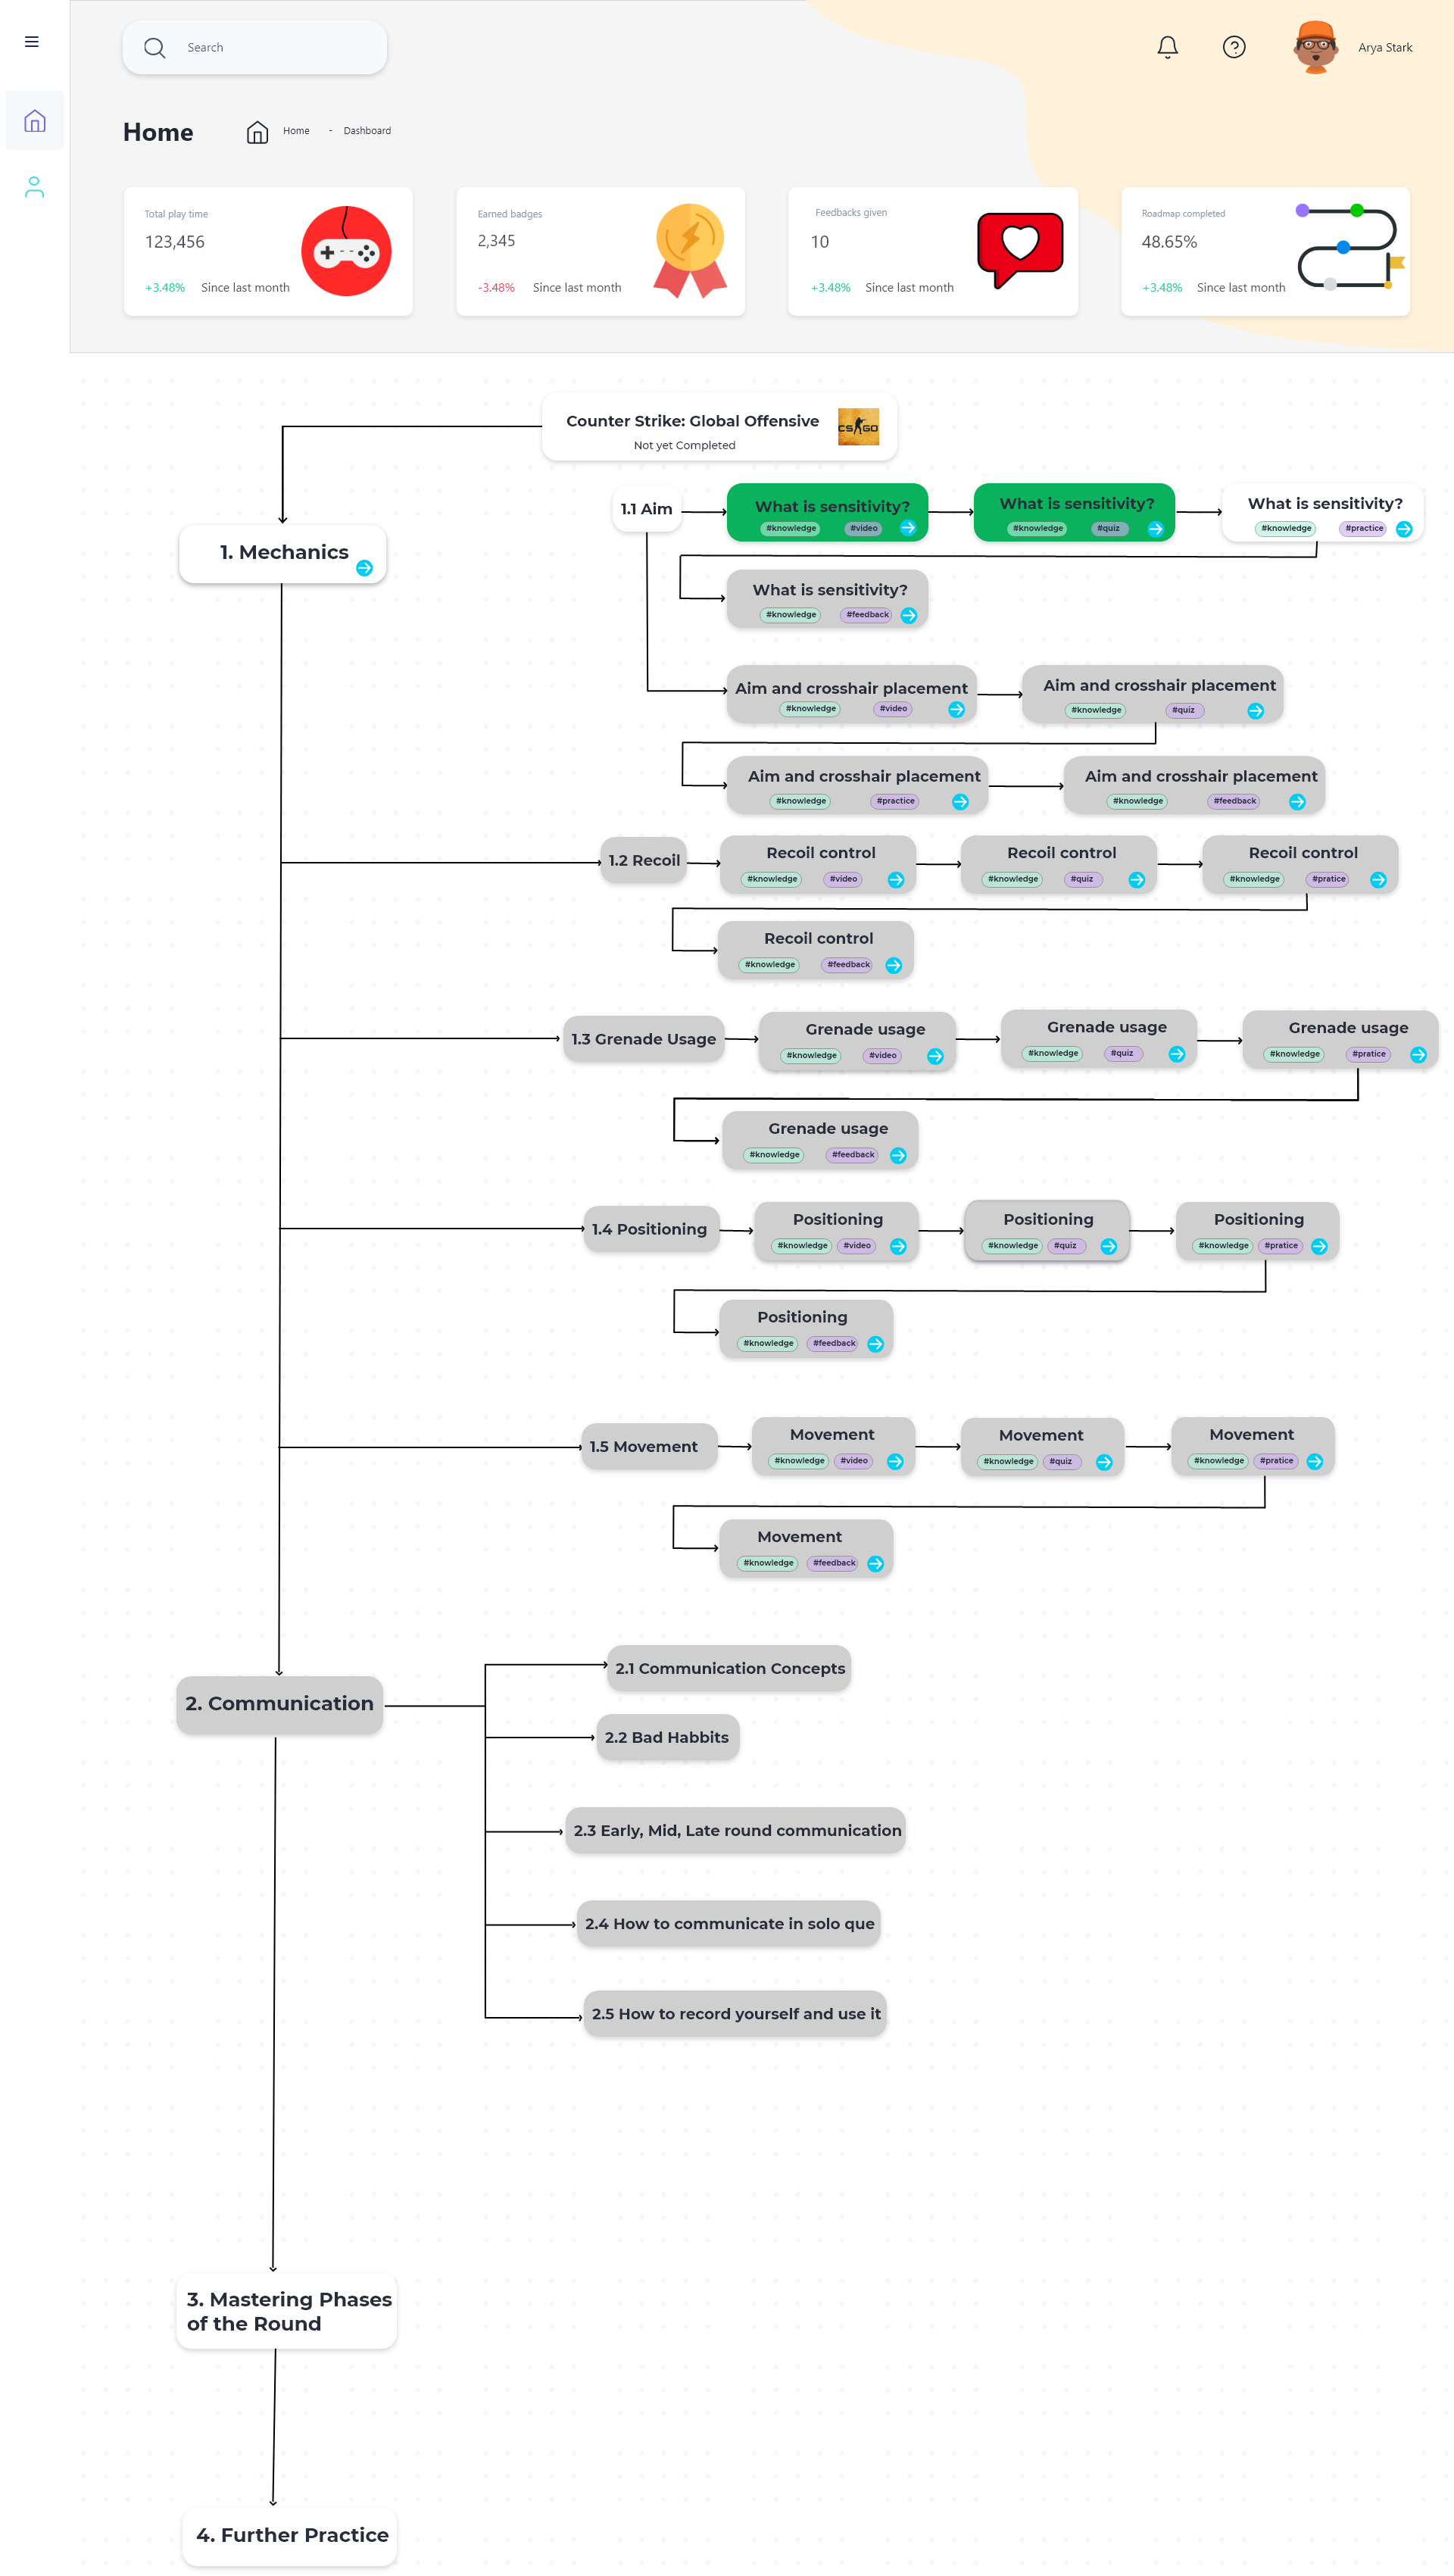 Search
Arya Stark
Home
Home - Dashboard
Total play time
123,456
+3.48% Since last month
Earned badges
2,345
-3.48% Since last month
Feedbacks given
10
+3.48% Since last month
Roadmap completed
48.65%
+3.48% Since last month
Counter Strike: Global Offensive
Not yet Completed
CS GO
1. Mechanics
1.1 Aim
What is sensitivity?
#knowledge #video
What is sensitivity?
#knowledge #quiz
What is sensitivity?
#knowledge #practice
What is sensitivity?
#knowledge #feedback
Aim and crosshair placement
#knowledge #video
Aim and crosshair placement
#knowledge #quiz
Aim and crosshair placement
#knowledge #practice
Aim and crosshair placement
#knowledge #feedback
1.2 Recoil
Recoil control
#knowledge #video
Recoil control
#knowledge #quiz
Recoil control
#knowledge #pratice
Recoil control
#knowledge #feedback
1.3 Grenade Usage
Grenade usage
#knowledge #video
Grenade usage
#knowledge #quiz
Grenade usage
#knowledge #pratice
Grenade usage
#knowledge #feedback
1.4 Positioning
Positioning
#knowledge #video
Positioning
#knowledge #quiz
Positioning
#knowledge #pratice
Positioning
#knowledge #feedback
1.5 Movement
Movement
#knowledge #video
Movement
#knowledge #quiz
Movement
#knowledge #pratice
Movement
#knowledge #feedback
2. Communication
2.1 Communication Concepts
2.2 Bad Habbits
2.3 Early, Mid, Late round communication
2.4 How to communicate in solo que
2.5 How to record yourself and use it
3. Mastering Phases
of the Round
4. Further Practice